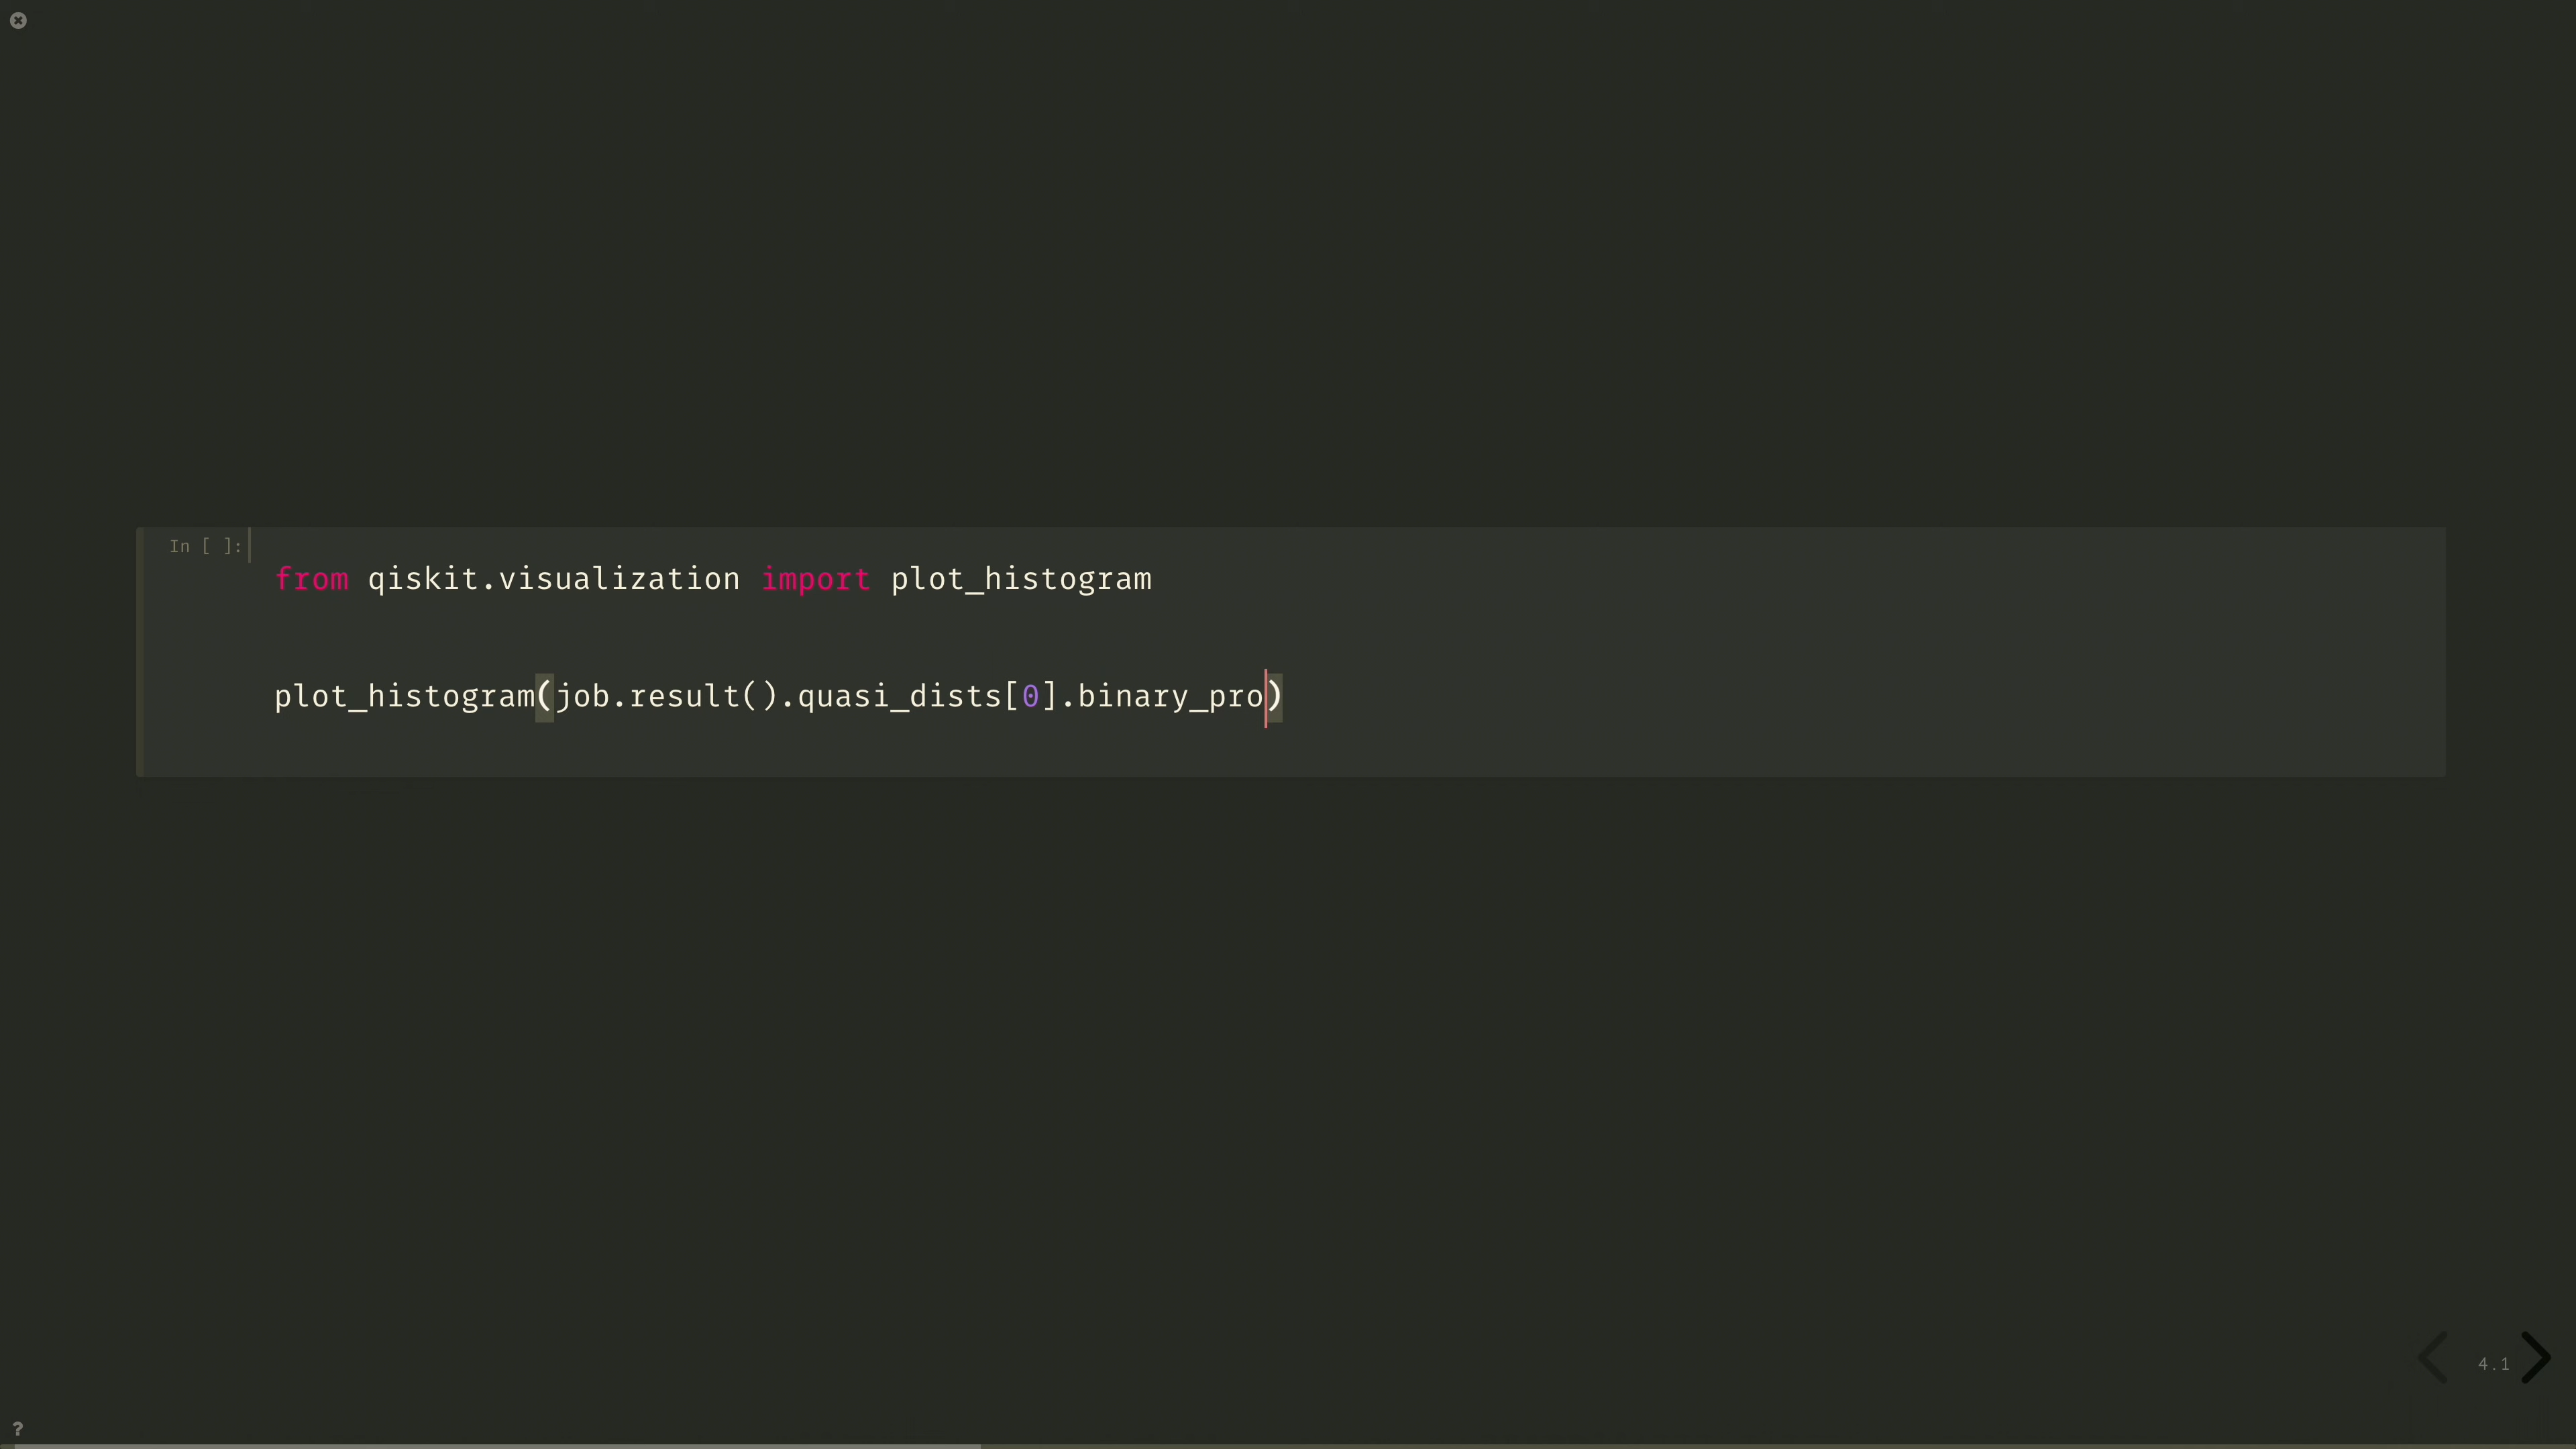 In [ ]:
from qiskit.visualization import plot_histogram
plot_histogram(job.result().quasi_dists[0].binary_pro)
4.1
?